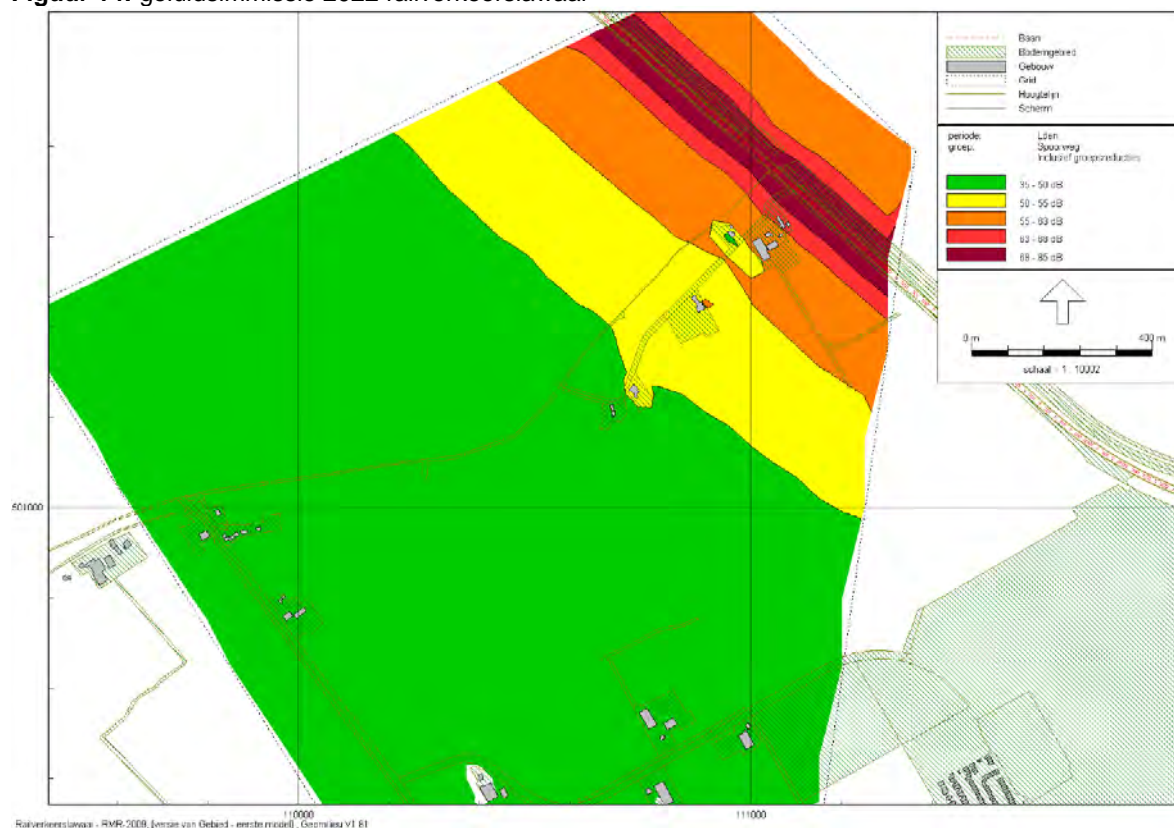 geluidsimmissie 2022 railverkeerslawaai
Baan
Bodemgebied
Gebouw
Grid
Hoogtelijn
Scherm
periode: Lden
groep: Spoorweg
Inclusief groepsreducties
35 - 50 dB
50 - 55 dB
55 - 63 dB
63 - 68 dB
68 - 85 dB
0 m 400 m
schaal - 1 : 10002
501000
110000 111000
Railverkeerslawaai - RMR-2009, [versie van Gebied - eerste model] , Geomilieu V1.61